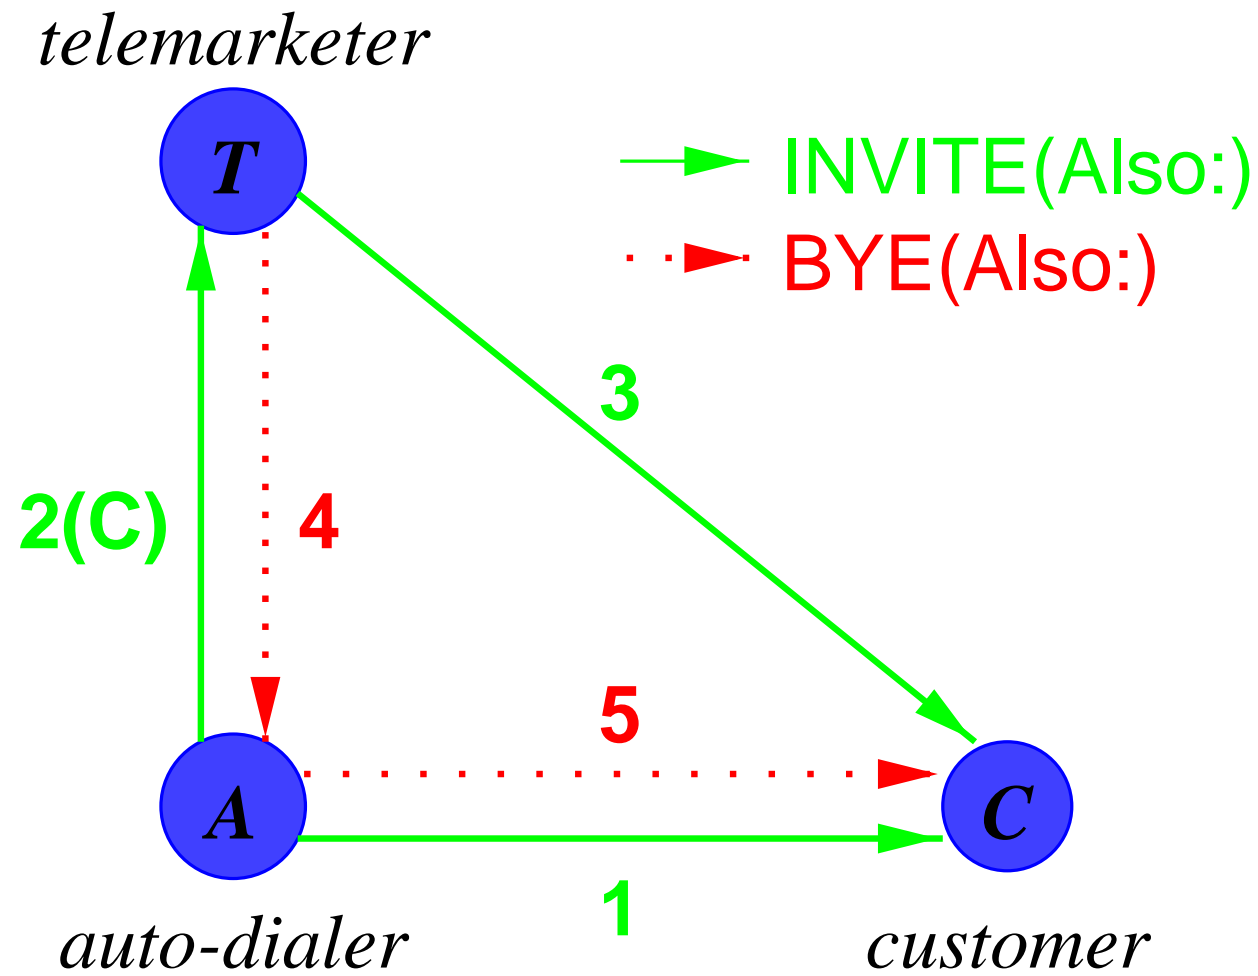 telemarketer
T
INVITE(Also:)
BYE(Also:)
3
2(C)
4
5
A
C
1
auto-dialer
customer